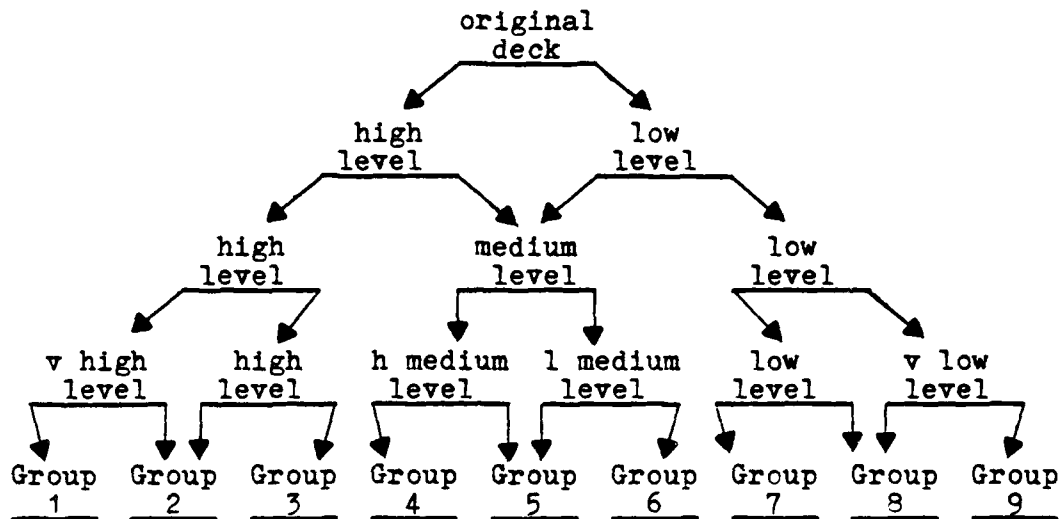 original
deck
high low
level level
high medium low
level level level
v high high h medium l medium low v low
level level level level level level
Group Group Group Group Group Group Group Group Group
1 2 3 4 5 6 7 8 9